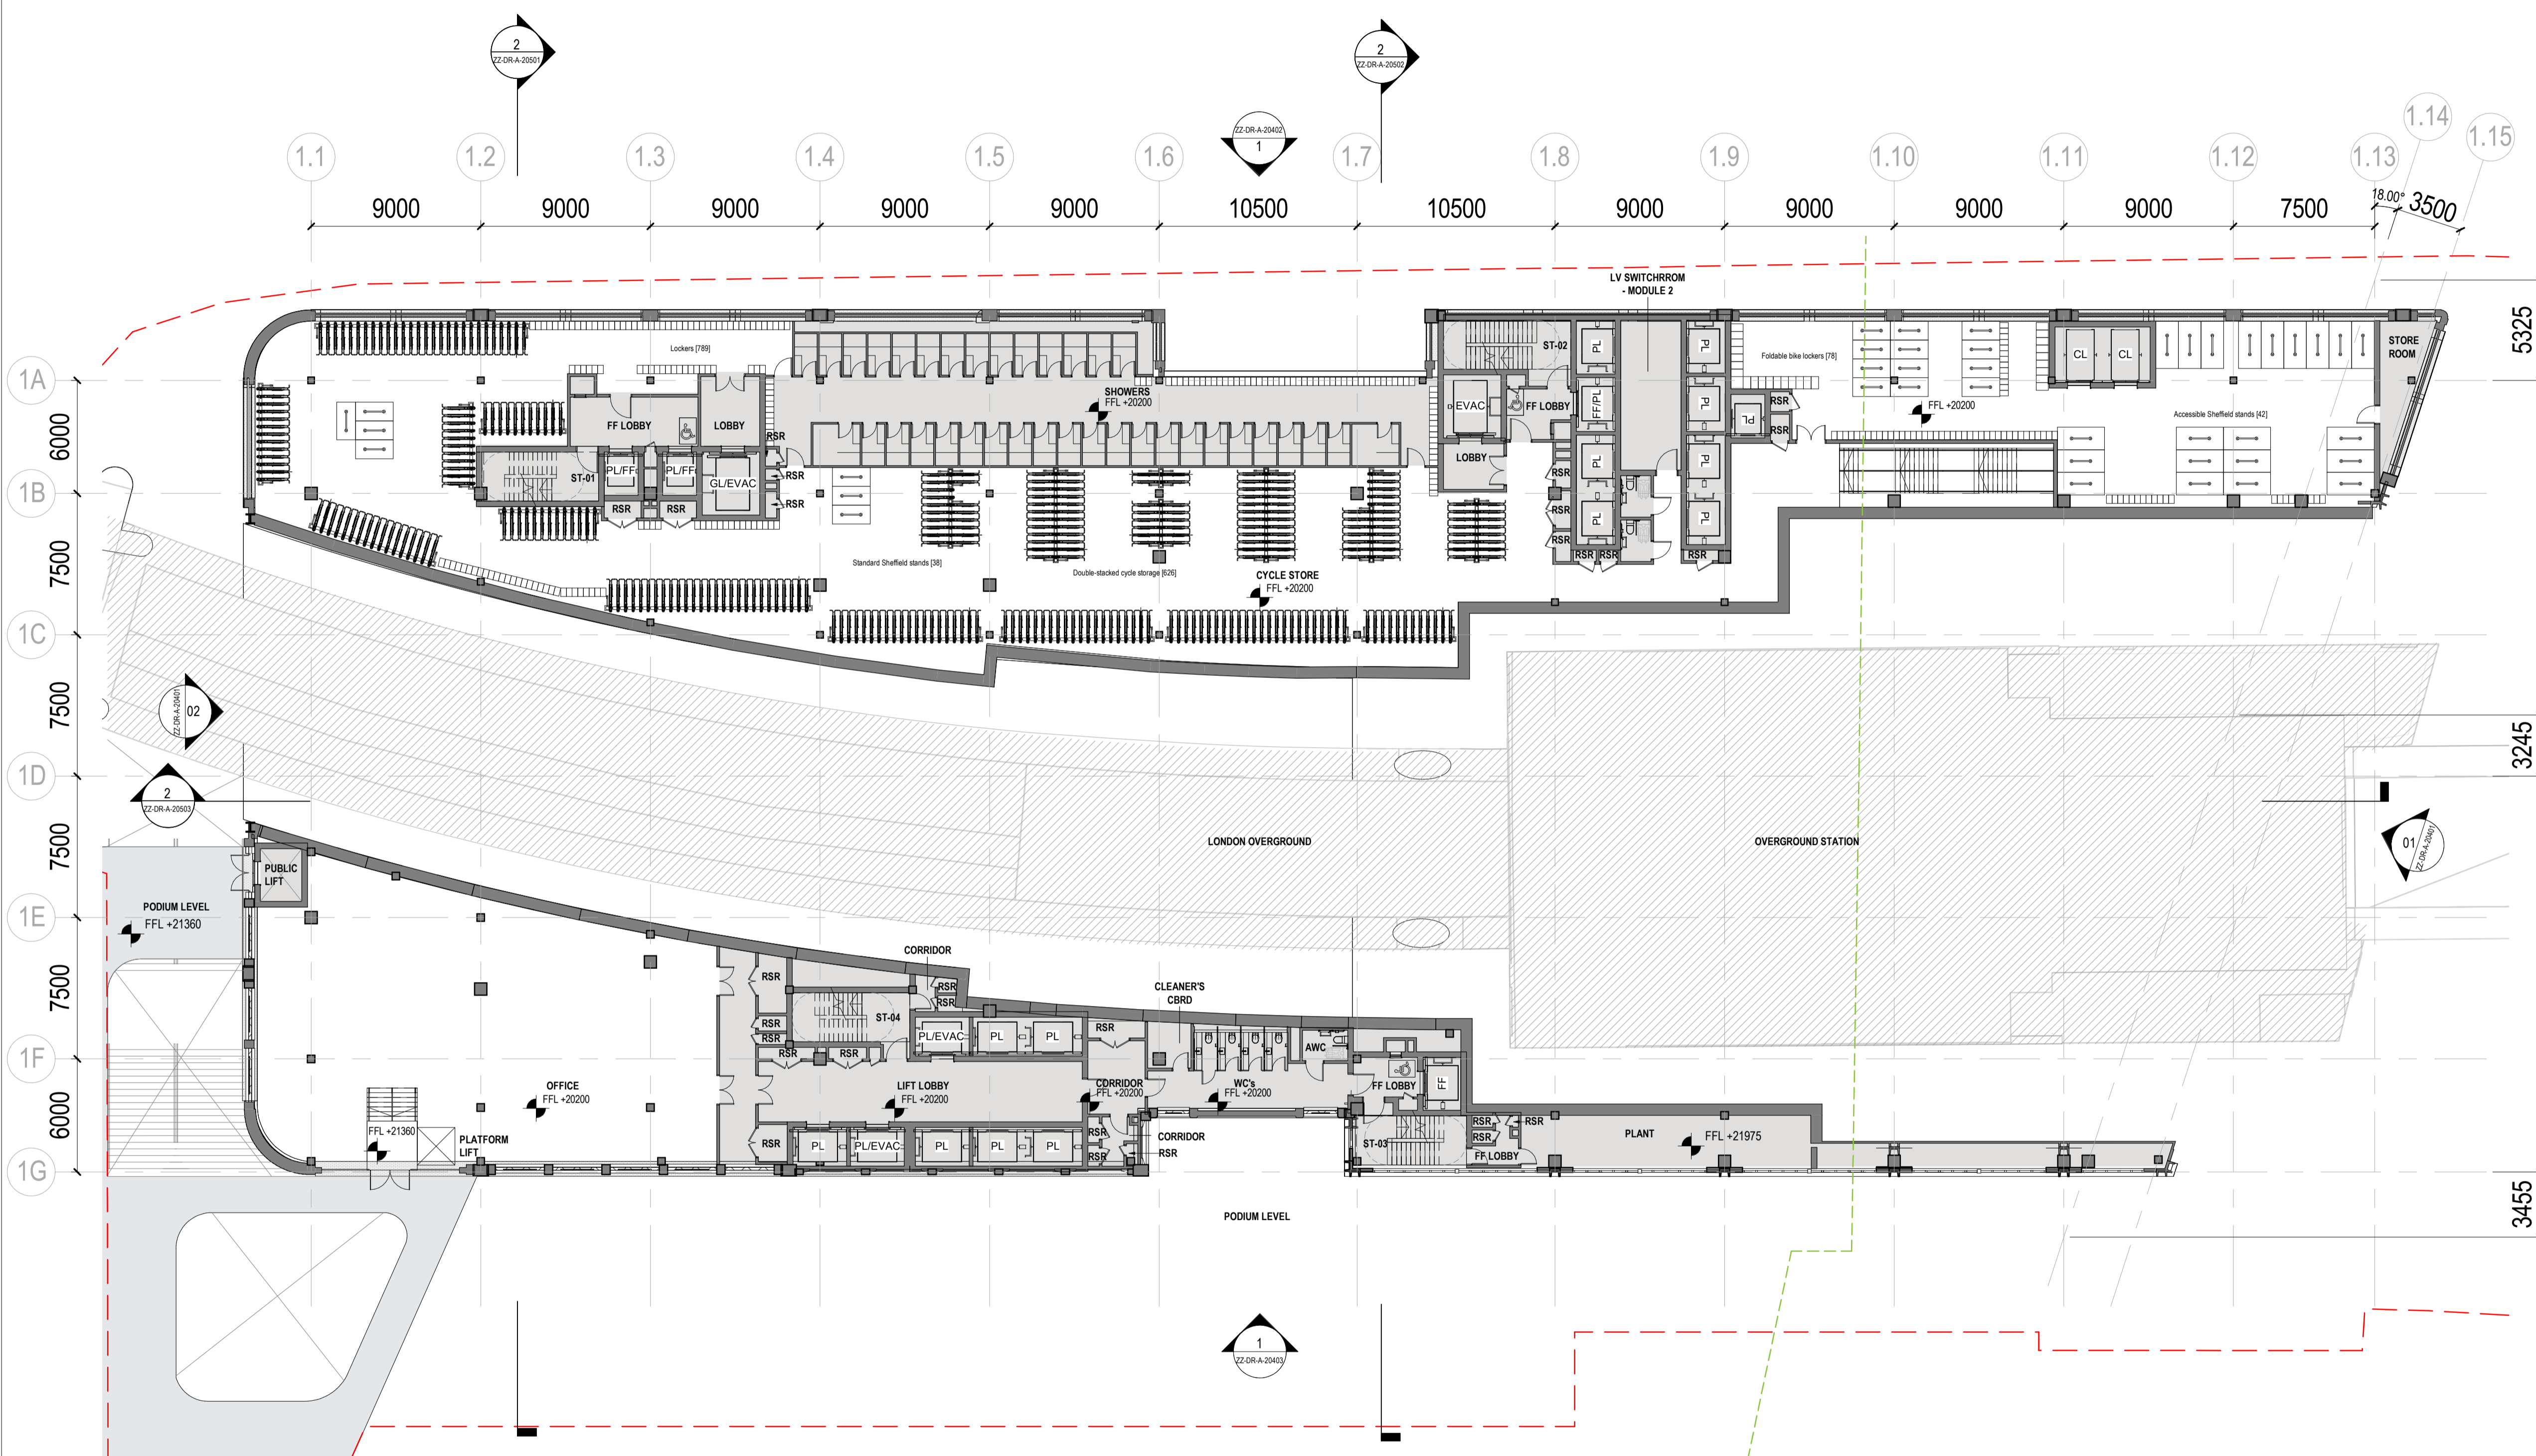 2
ZZ-DR-A-20501
2
ZZ-DR-A-20502
ZZ-DR-A-20402
1
1.1
1.2
1.3
1.4
1.5
1.6
1.7
1.8
1.9
1.10
1.11
1.12
1.13
1.14
1.15
9000
9000
9000
9000
9000
10500
10500
9000
9000
9000
9000
7500
18.00°
3500
LV SWITCHRROM
- MODULE 2
5325
1A
6000
1B
7500
1C
7500
1D
7500
1E
7500
1F
6000
1G
3245
3455
Lockers [789]
SHOWERS
FFL +20200
FF LOBBY
LOBBY
RSR
RSR
RSR
ST-01
PL/FF
PL/FF
GL/EVAC
RSR
RSR
ST-02
EVAC
FF LOBBY
LOBBY
PL
FF/PL
PL
PL
PL
PL
PL
PL
PL
RSR
RSR
RSR
RSR
RSR
RSR
RSR
RSR
Foldable bike lockers [78]
FFL +20200
CL
CL
STORE
ROOM
Accessible Sheffield stands [42]
Standard Sheffield stands [38]
Double-stacked cycle storage [626]
CYCLE STORE
FFL +20200
ZZ-DR-A-20401
02
2
ZZ-DR-A-20503
LONDON OVERGROUND
OVERGROUND STATION
01
ZZ-DR-A-20401
PUBLIC
LIFT
PODIUM LEVEL
FFL +21360
CORRIDOR
CLEANER'S
CBRD
RSR
RSR
RSR
RSR
RSR
RSR
RSR
ST-04
PL/EVAC
PL
PL
RSR
AWC
OFFICE
FFL +20200
LIFT LOBBY
FFL +20200
CORRIDOR
FFL +20200
WC's
FFL +20200
FF LOBBY
FF
FFL +21360
PLATFORM
LIFT
RSR
PL
PL/EVAC
PL
PL
PL
RSR
RSR
CORRIDOR
RSR
ST-03
RSR
RSR
RSR
FF LOBBY
PLANT
FFL +21975
PODIUM LEVEL
1
ZZ-DR-A-20403